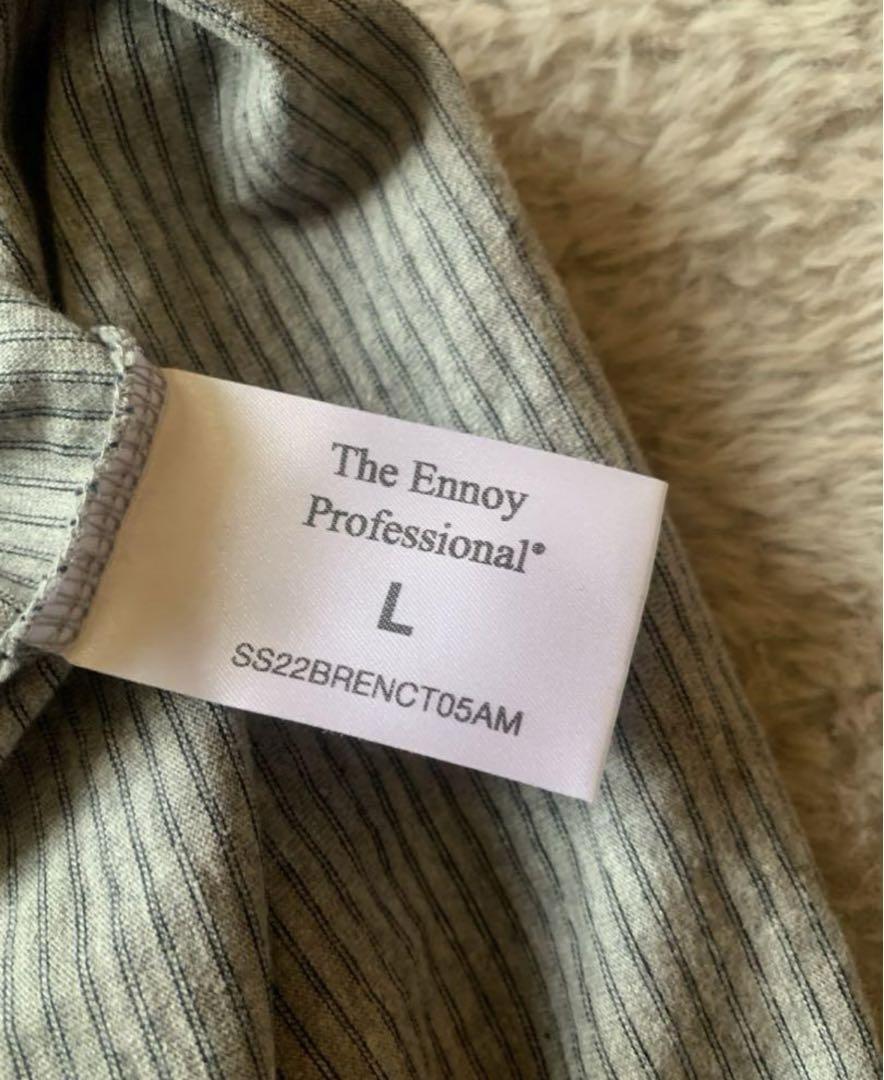 The Ennoy
Professional®
L
SS22BRENCT05AM